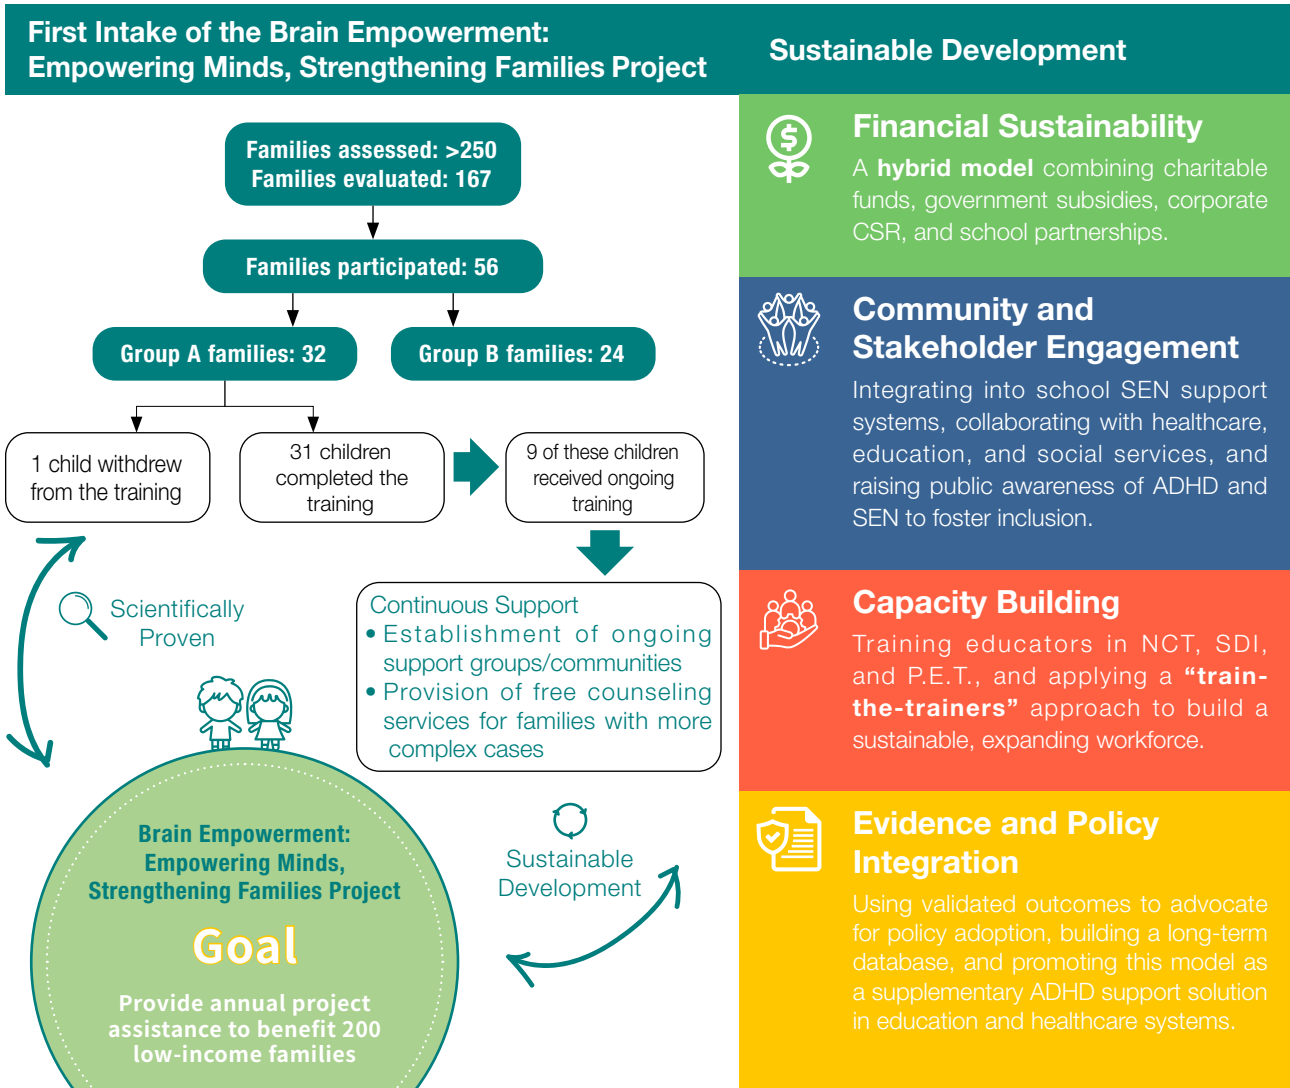 First Intake of the Brain Empowerment:
Empowering Minds, Strengthening Families Project
Families assessed: >250
Families evaluated: 167
Families participated: 56
Group A families: 32
Group B families: 24
1 child withdrew
from the training
31 children
completed the
training
9 of these children
received ongoing
training
Scientifically
Proven
Continuous Support
• Establishment of ongoing
support groups/communities
• Provision of free counseling
services for families with more
complex cases
Brain Empowerment:
Empowering Minds,
Strengthening Families Project
Goal
Provide annual project
assistance to benefit 200
low-income families
Sustainable
Development
Sustainable Development
$
Financial Sustainability
A hybrid model combining charitable
funds, government subsidies, corporate
CSR, and school partnerships.
Community and
Stakeholder Engagement
Integrating into school SEN support
systems, collaborating with healthcare,
education, and social services, and
raising public awareness of ADHD and
SEN to foster inclusion.
Capacity Building
Training educators in NCT, SDI,
and P.E.T., and applying a “train-
the-trainers” approach to build a
sustainable, expanding workforce.
Evidence and Policy
Integration
Using validated outcomes to advocate
for policy adoption, building a long-term
database, and promoting this model as
a supplementary ADHD support solution
in education and healthcare systems.